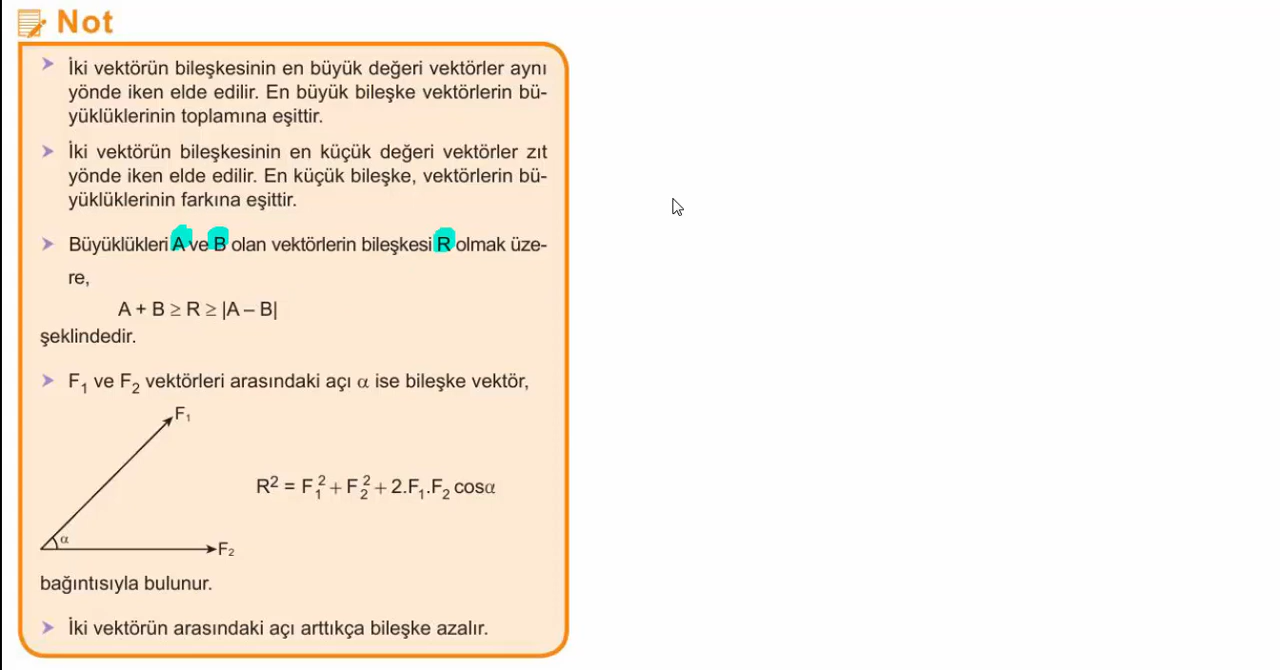 Not
İki vektörün bileşkesinin en büyük değeri vektörler aynı
yönde iken elde edilir. En büyük bileşke vektörlerin bü-
yüklüklerinin toplamına eşittir.
İki vektörün bileşkesinin en küçük değeri vektörler zıt
yönde iken elde edilir. En küçük bileşke, vektörlerin bü-
yüklüklerinin farkına eşittir.
Büyüklükleri A ve B olan vektörlerin bileşkesi R olmak üze-
re,
A + B ≥ R ≥ |A – B|
şeklindedir.
F₁ ve F₂ vektörleri arasındaki açı α ise bileşke vektör,
F₁
R² = F₁² + F₂² + 2.F₁.F₂ cosα
α
F₂
bağıntısıyla bulunur.
İki vektörün arasındaki açı arttıkça bileşke azalır.